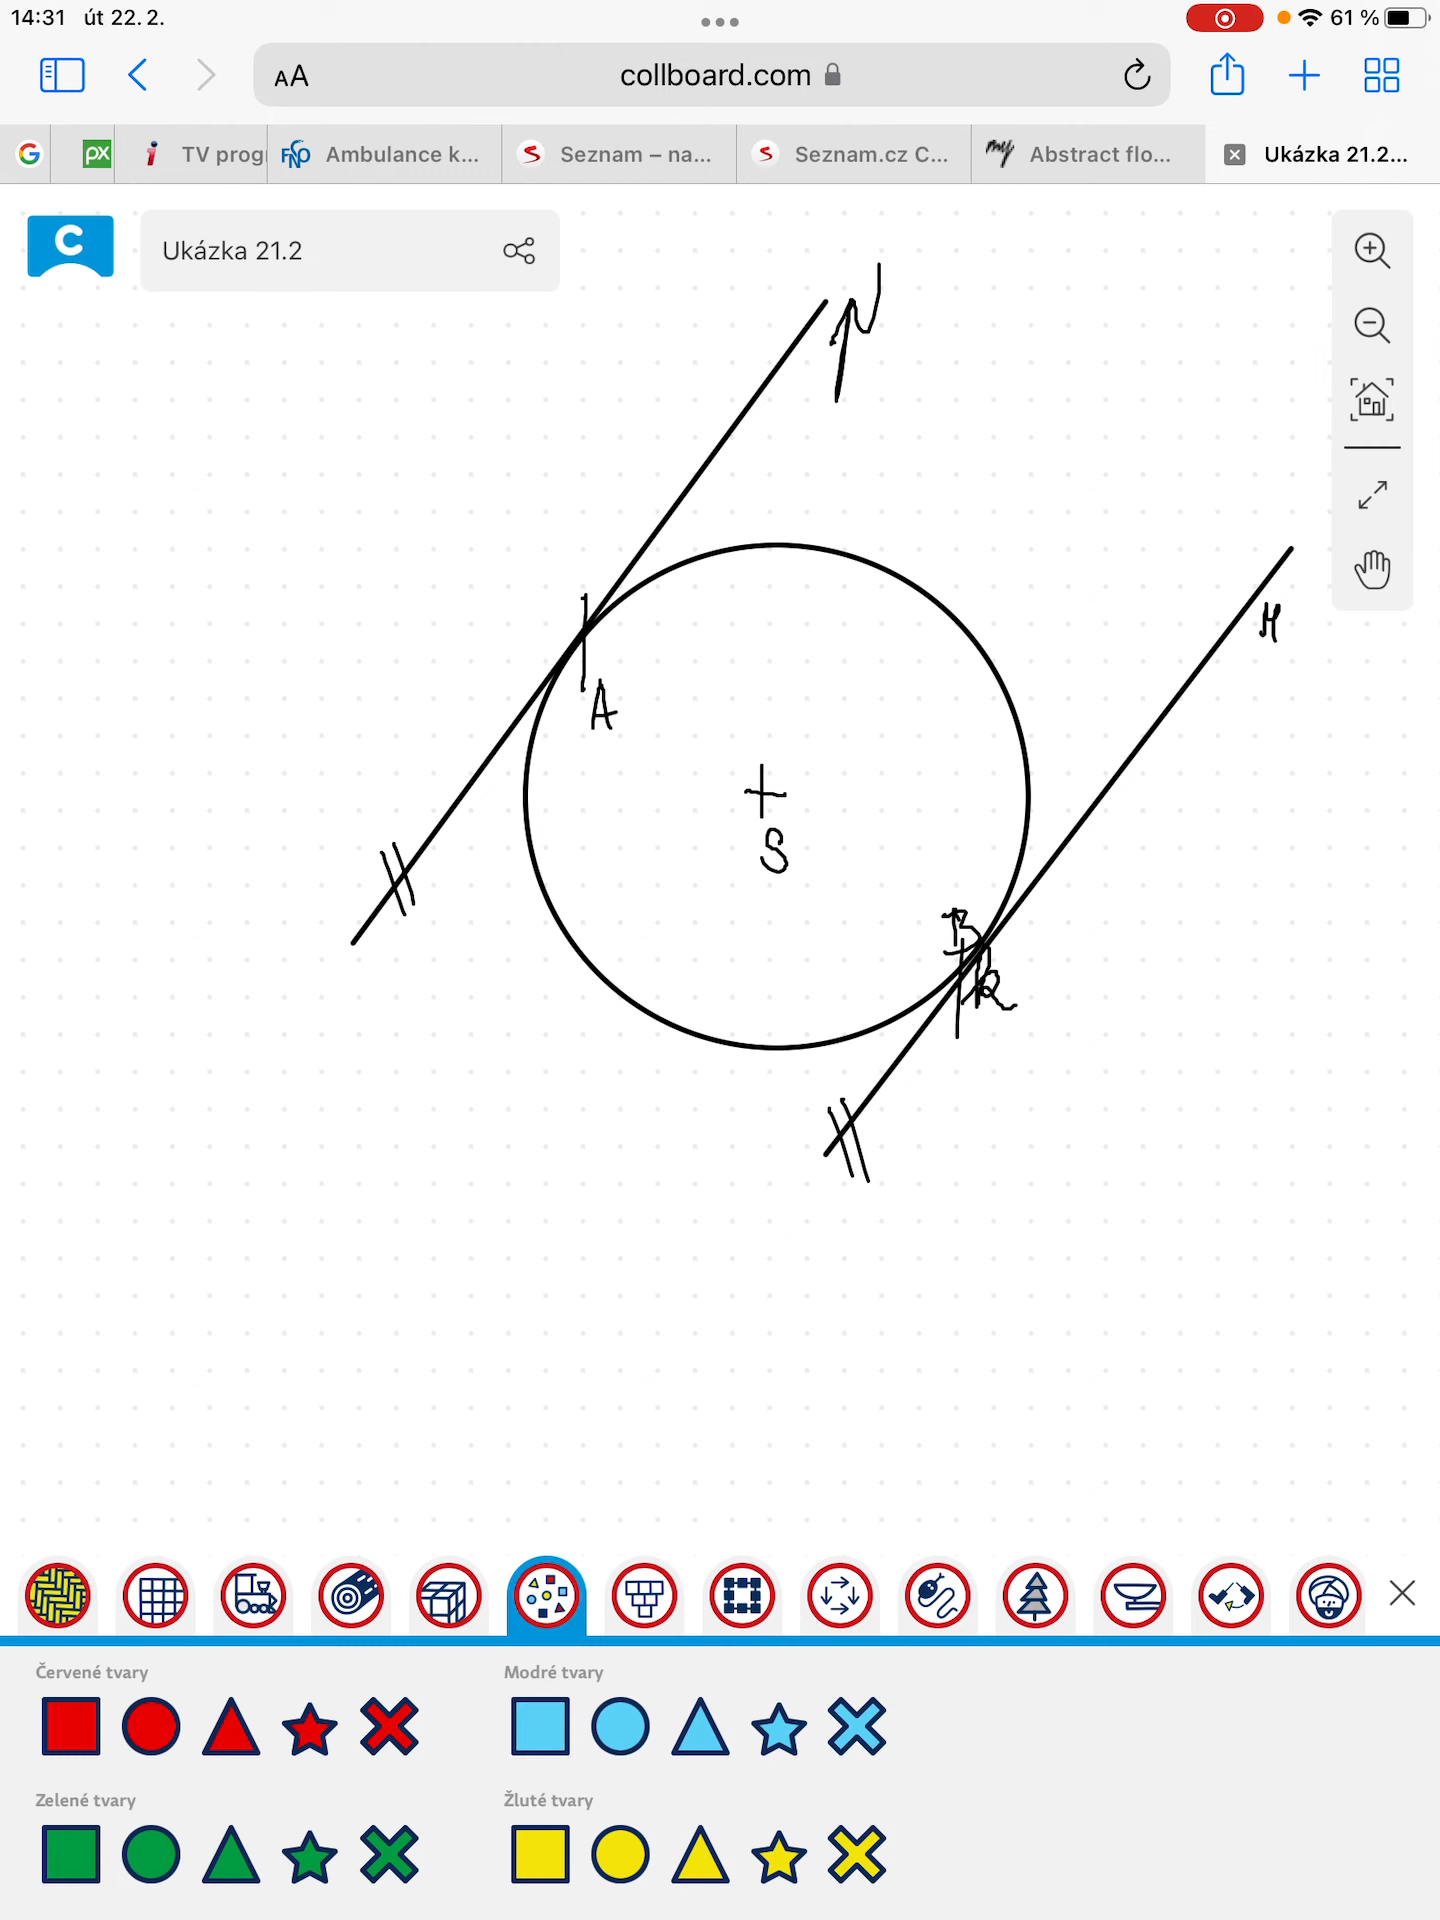 14:31 út 22. 2.
61 %
AA collboard.com
TV prog
Ambulance k...
Seznam – na...
Seznam.cz C...
Abstract flo...
Ukázka 21.2...
C
Ukázka 21.2
A
S
B
k
Červené tvary
Modré tvary
Zelené tvary
Žluté tvary